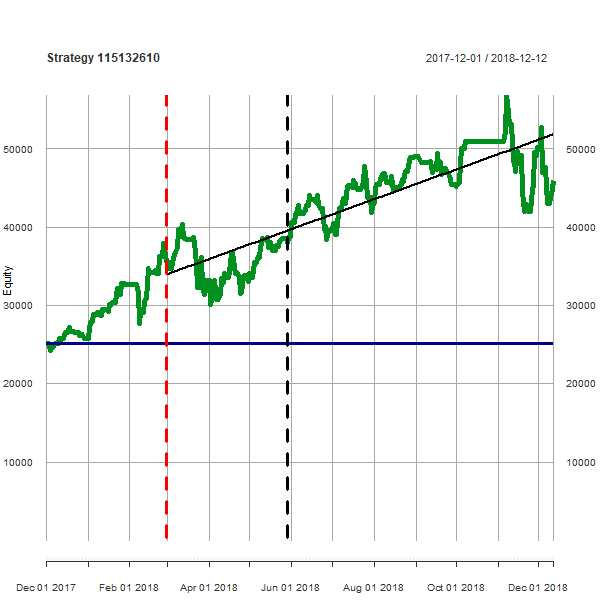 Strategy 115132610
2017-12-01 / 2018-12-12
50000
50000
40000
40000
Equity
30000
30000
20000
20000
10000
10000
Dec 01 2017
Feb 01 2018
Apr 01 2018
Jun 01 2018
Aug 01 2018
Oct 01 2018
Dec 01 2018